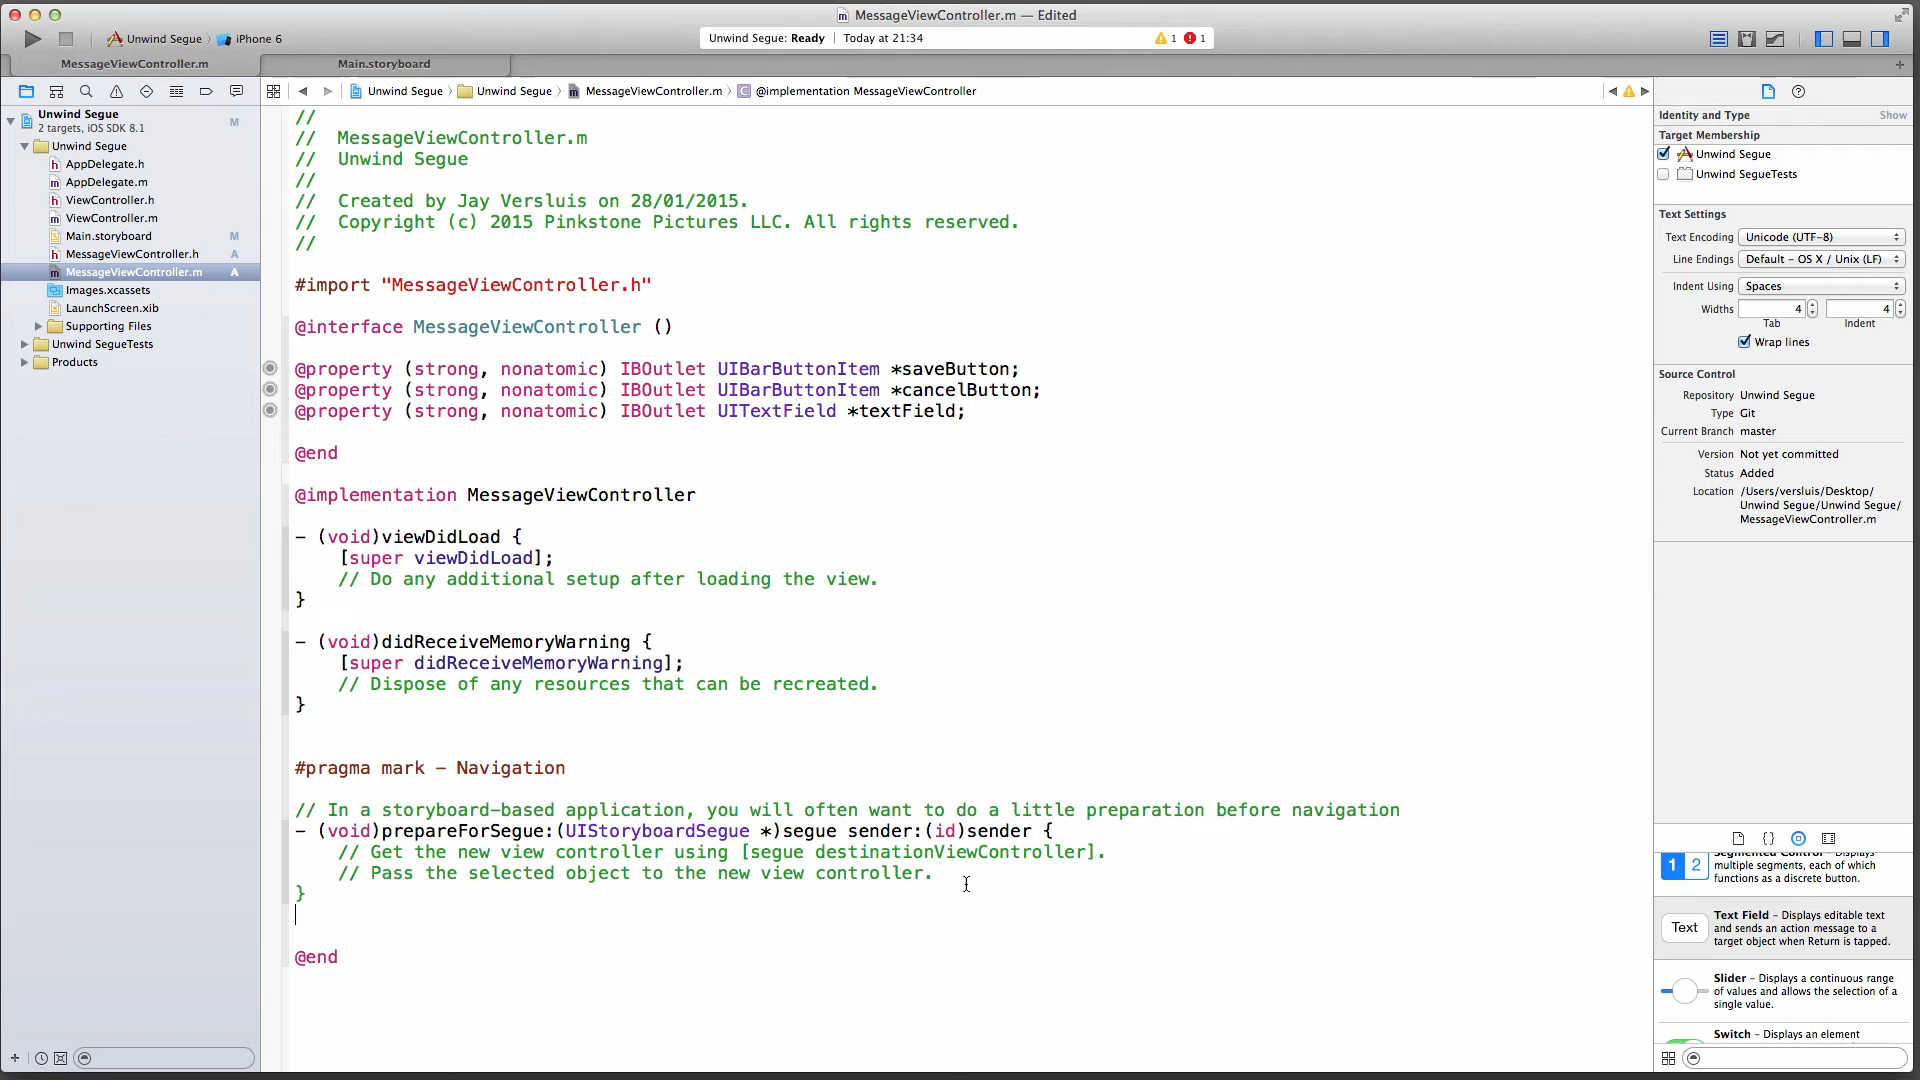 MessageViewController.m — Edited
Unwind Segue
iPhone 6
Unwind Segue: Ready
Today at 21:34
1
1
MessageViewController.m
Main.storyboard
Unwind Segue
Unwind Segue
MessageViewController.m
@implementation MessageViewController
Unwind Segue
M
2 targets, iOS SDK 8.1
Unwind Segue
AppDelegate.h
AppDelegate.m
ViewController.h
ViewController.m
Main.storyboard M
MessageViewController.h A
MessageViewController.m A
Images.xcassets
LaunchScreen.xib
Supporting Files
Unwind SegueTests
Products
//
//  MessageViewController.m
//  Unwind Segue
//
//  Created by Jay Versluis on 28/01/2015.
//  Copyright (c) 2015 Pinkstone Pictures LLC. All rights reserved.
//
#import "MessageViewController.h"
@interface MessageViewController ()
@property (strong, nonatomic) IBOutlet UIBarButtonItem *saveButton;
@property (strong, nonatomic) IBOutlet UIBarButtonItem *cancelButton;
@property (strong, nonatomic) IBOutlet UITextField *textField;
@end
@implementation MessageViewController
- (void)viewDidLoad {
[super viewDidLoad];
// Do any additional setup after loading the view.
}
- (void)didReceiveMemoryWarning {
[super didReceiveMemoryWarning];
// Dispose of any resources that can be recreated.
}
#pragma mark - Navigation
// In a storyboard-based application, you will often want to do a little preparation before navigation
- (void)prepareForSegue:(UIStoryboardSegue *)segue sender:(id)sender {
// Get the new view controller using [segue destinationViewController].
// Pass the selected object to the new view controller.
}
@end
Identity and Type
Show
Target Membership
Unwind Segue
Unwind SegueTests
Text Settings
Text Encoding Unicode (UTF-8)
Line Endings Default - OS X / Unix (LF)
Indent Using Spaces
Widths 4 4
Tab Indent
Wrap lines
Source Control
Repository Unwind Segue
Type Git
Current Branch master
Version Not yet committed
Status Added
Location /Users/versluis/Desktop/
Unwind Segue/Unwind Segue/
MessageViewController.m
1 2
Segmented Control - Displays
multiple segments, each of which
functions as a discrete button.
Text
Text Field - Displays editable text
and sends an action message to a
target object when Return is tapped.
Slider - Displays a continuous range
of values and allows the selection of a
single value.
Switch - Displays an element